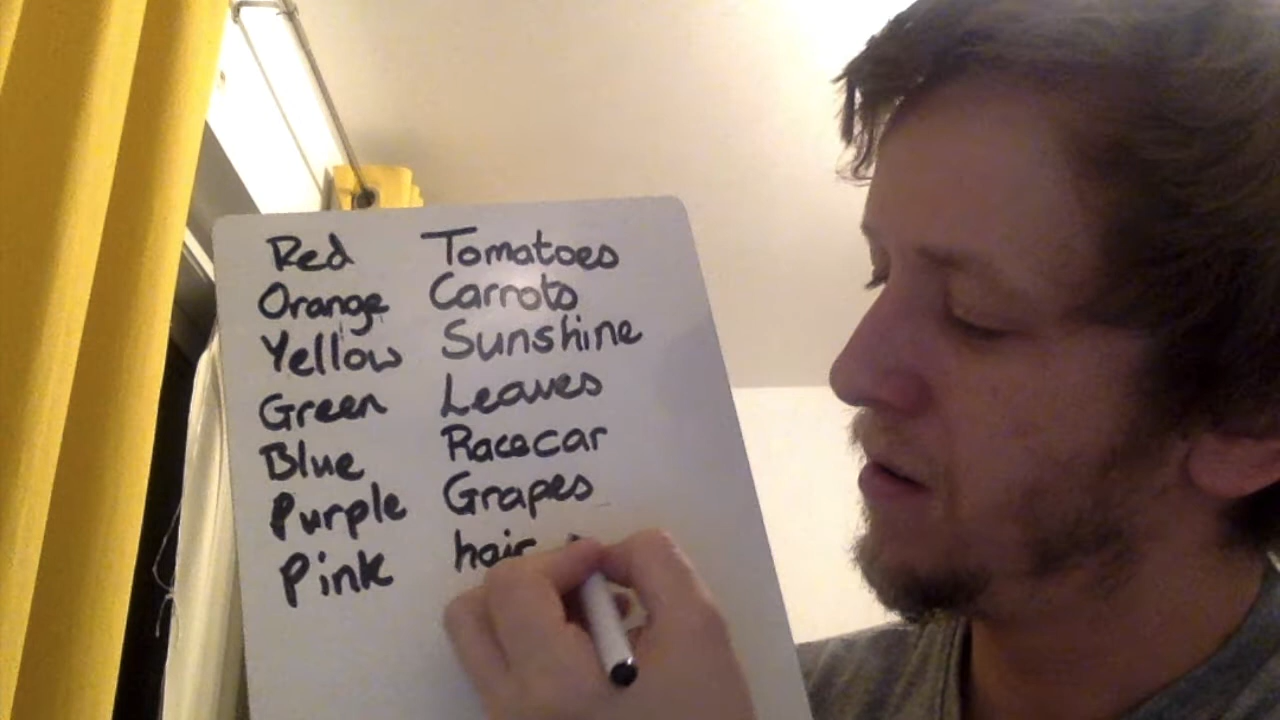 Red Tomatoes
Orange Carrots
Yellow Sunshine
Green Leaves
Blue Racecar
Purple Grapes
Pink hair